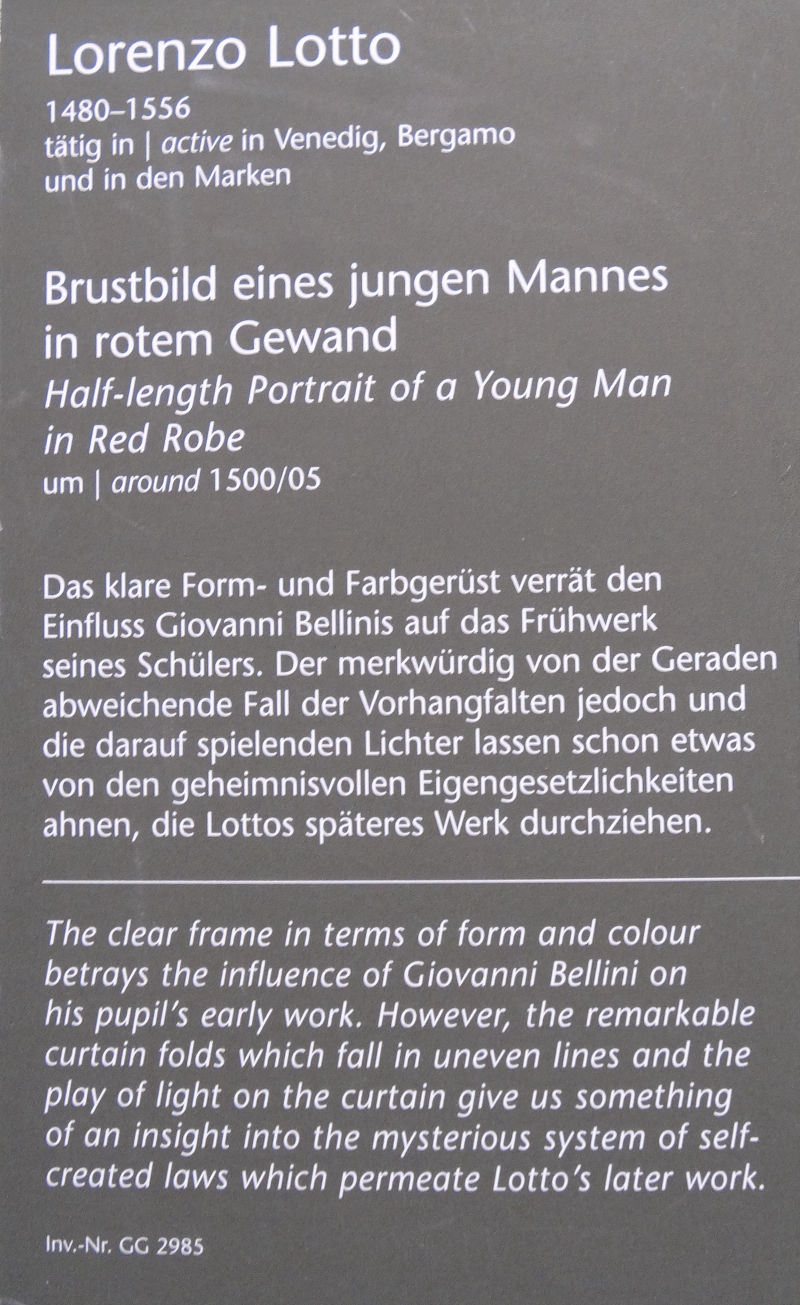 Lorenzo Lotto
1480–1556
tätig in | active in Venedig, Bergamo
und in den Marken
Brustbild eines jungen Mannes
in rotem Gewand
Half-length Portrait of a Young Man
in Red Robe
um | around 1500/05
Das klare Form- und Farbgerüst verrät den
Einfluss Giovanni Bellinis auf das Frühwerk
seines Schülers. Der merkwürdig von der Geraden
abweichende Fall der Vorhangfalten jedoch und
die darauf spielenden Lichter lassen schon etwas
von den geheimnisvollen Eigengesetzlichkeiten
ahnen, die Lottos späteres Werk durchziehen.
The clear frame in terms of form and colour
betrays the influence of Giovanni Bellini on
his pupil's early work. However, the remarkable
curtain folds which fall in uneven lines and the
play of light on the curtain give us something
of an insight into the mysterious system of self-
created laws which permeate Lotto's later work.
Inv.-Nr. GG 2985